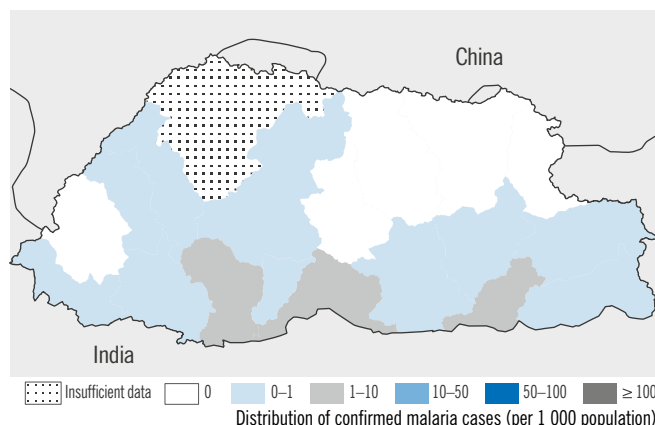 China
India
Insufficient data 0 0–1 1–10 10–50 50–100 ≥ 100
Distribution of confirmed malaria cases (per 1 000 population)